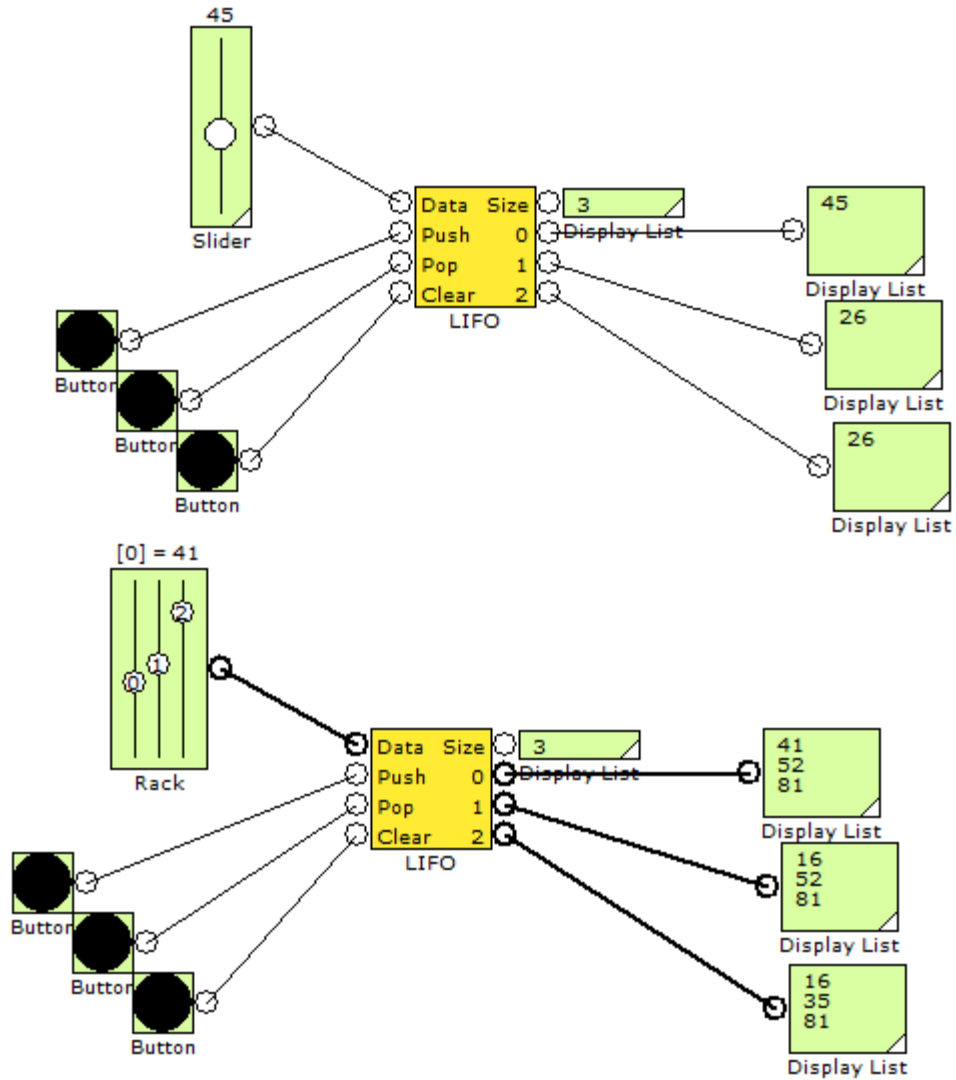 45
Slider
Data Size
Push 0
Pop 1
Clear 2
LIFO
3
Display List
45
Display List
26
Display List
26
Display List
Button
Button
Button
[0] = 41
0
1
2
Rack
Data Size
Push 0
Pop 1
Clear 2
LIFO
3
Display List
41
52
81
Display List
16
52
81
Display List
16
35
81
Display List
Button
Button
Button